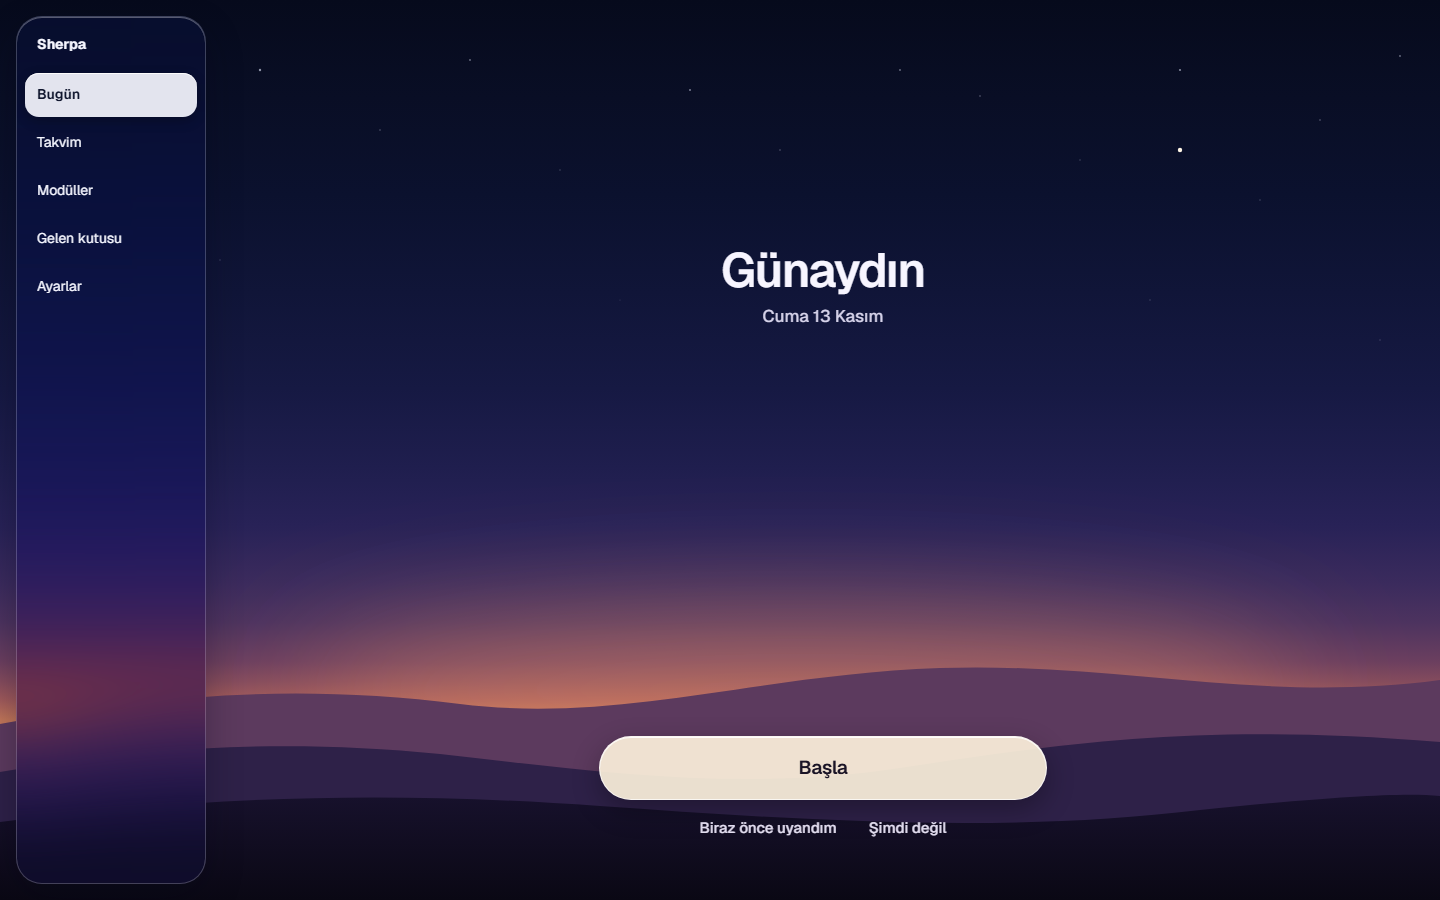 Sherpa
Bugün
Takvim
Modüller
Gelen kutusu
Ayarlar
Günaydın
Cuma 13 Kasım
Başla
Biraz önce uyandım
Şimdi değil